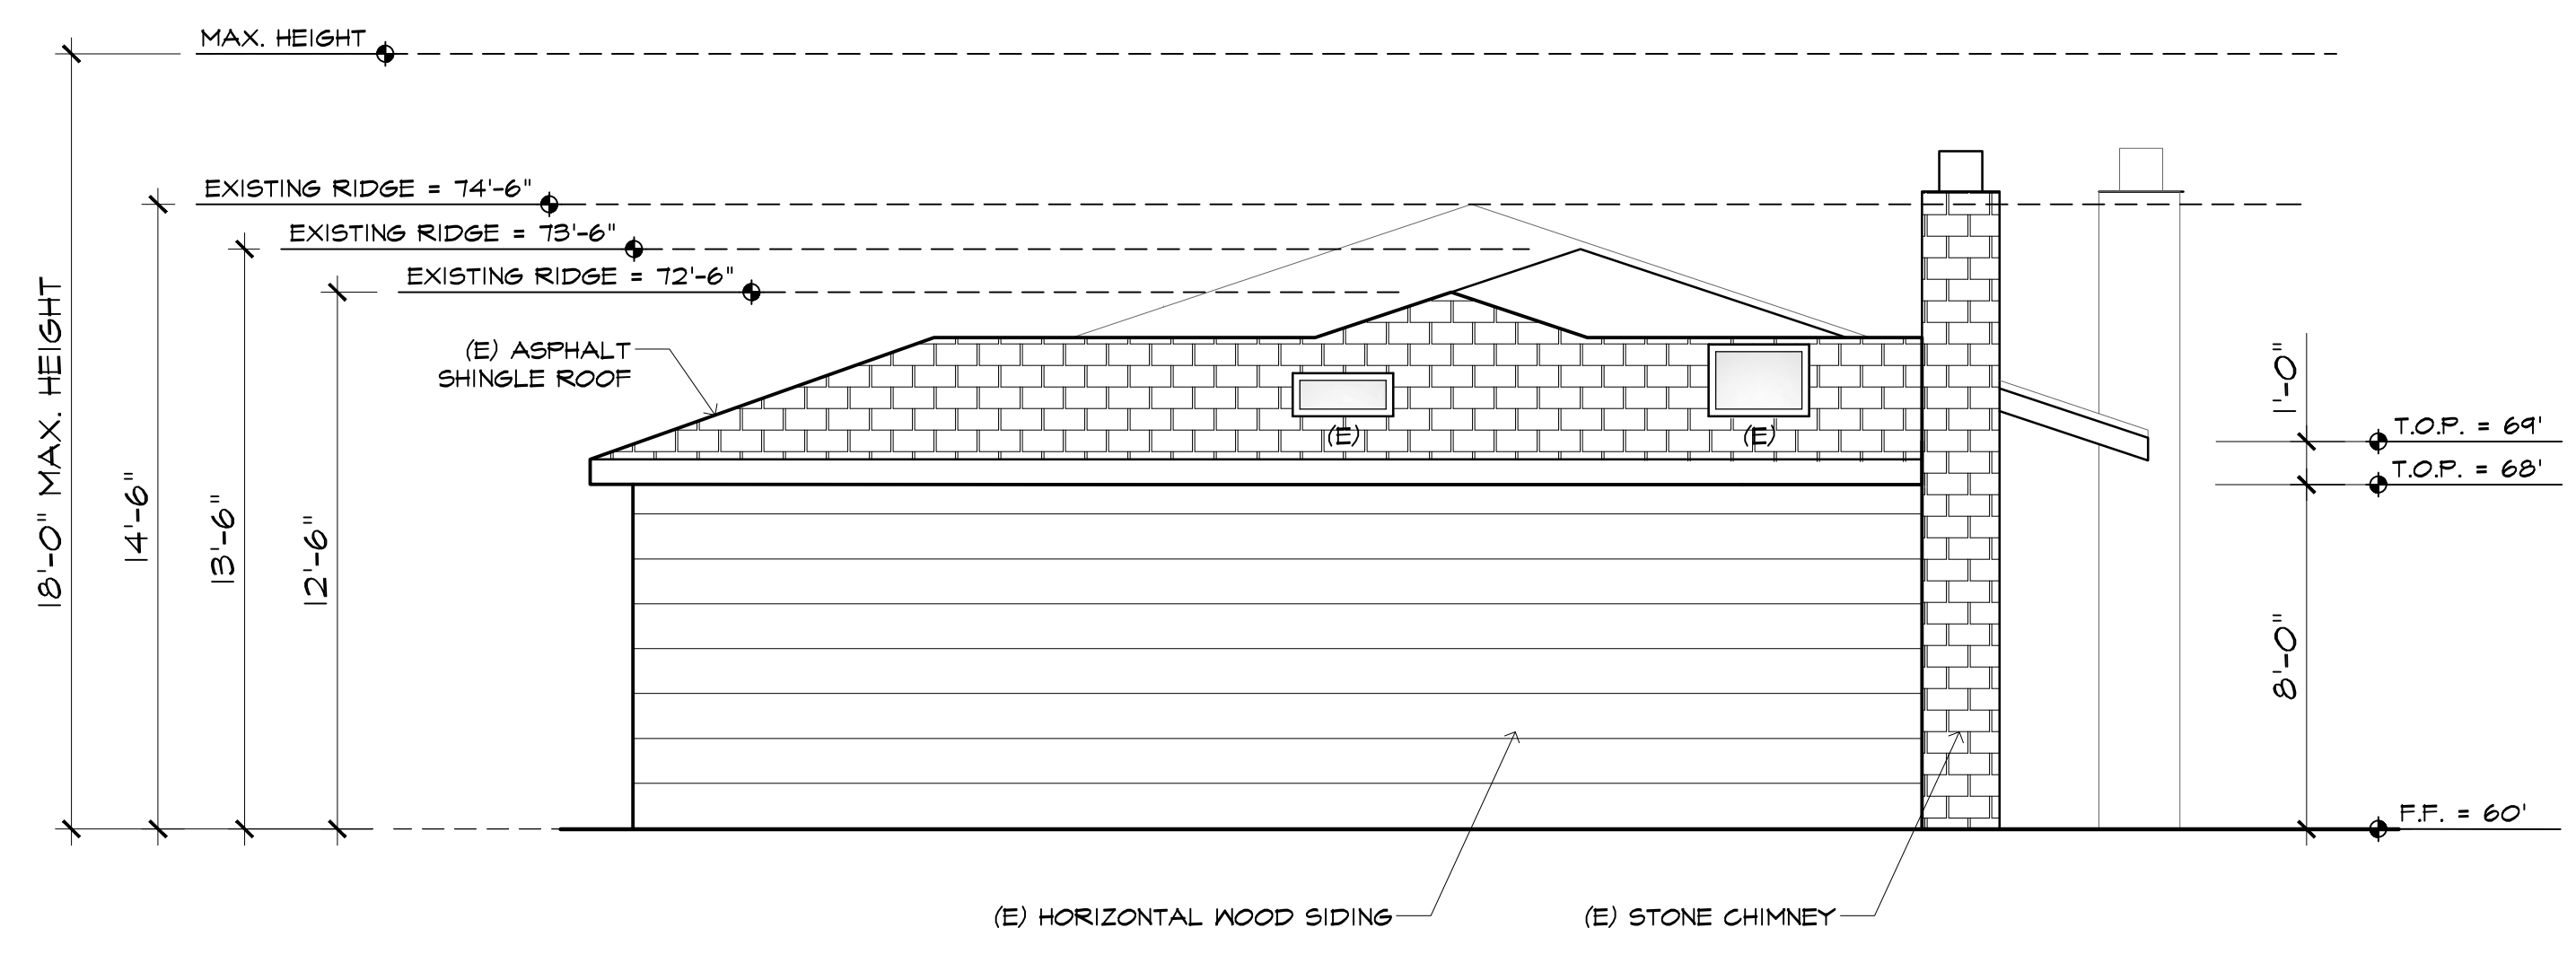 MAX. HEIGHT
EXISTING RIDGE = 74'-6"
EXISTING RIDGE = 73'-6"
EXISTING RIDGE = 72'-6"
18'-0" MAX. HEIGHT
14'-6"
13'-6"
12'-6"
(E) ASPHALT
SHINGLE ROOF
(E)
(E)
1'-0"
T.O.P. = 69'
T.O.P. = 68'
8'-0"
F.F. = 60'
(E) HORIZONTAL WOOD SIDING
(E) STONE CHIMNEY